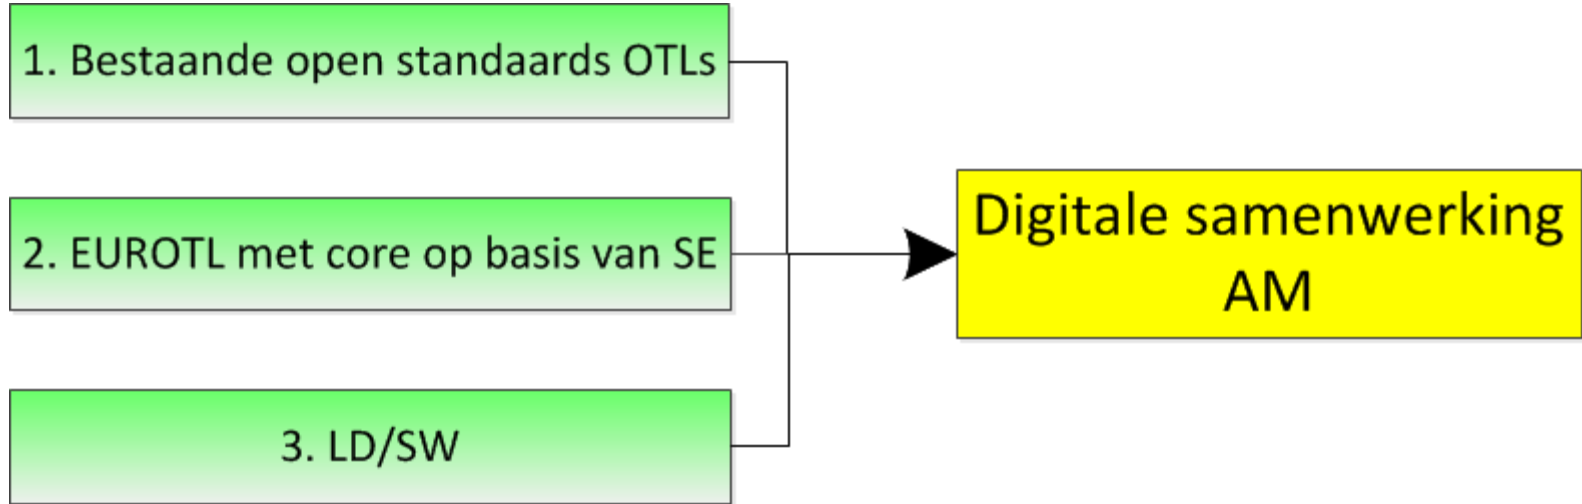 1. Bestaande open standaards OTLs
2. EUROTL met core op basis van SE
3. LD/SW
Digitale samenwerking
AM